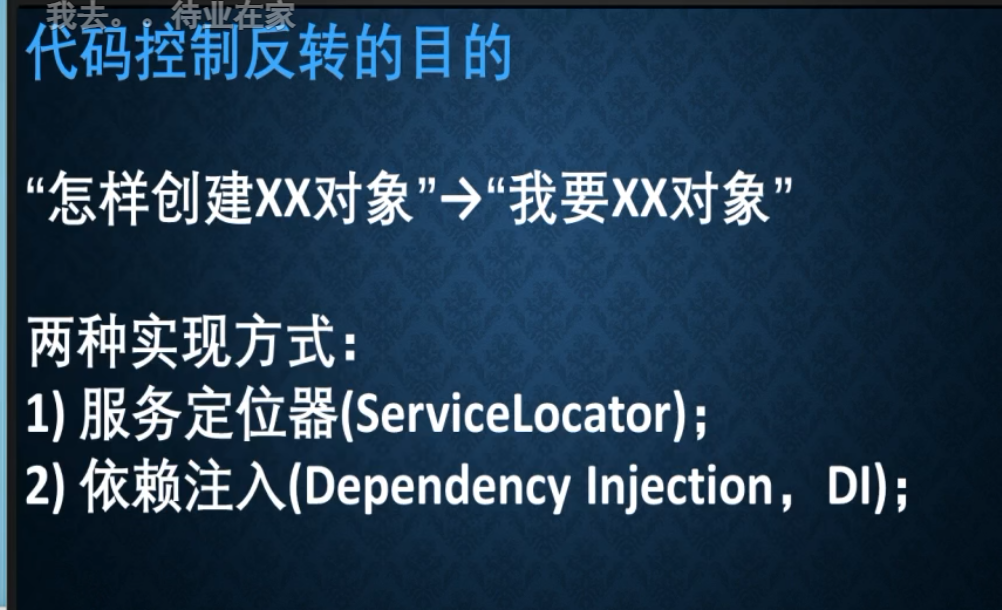 我去。。待业在家
代码控制反转的目的
“怎样创建XX对象”→“我要XX对象”
两种实现方式：
1) 服务定位器(ServiceLocator)；
2) 依赖注入(Dependency Injection，DI)；